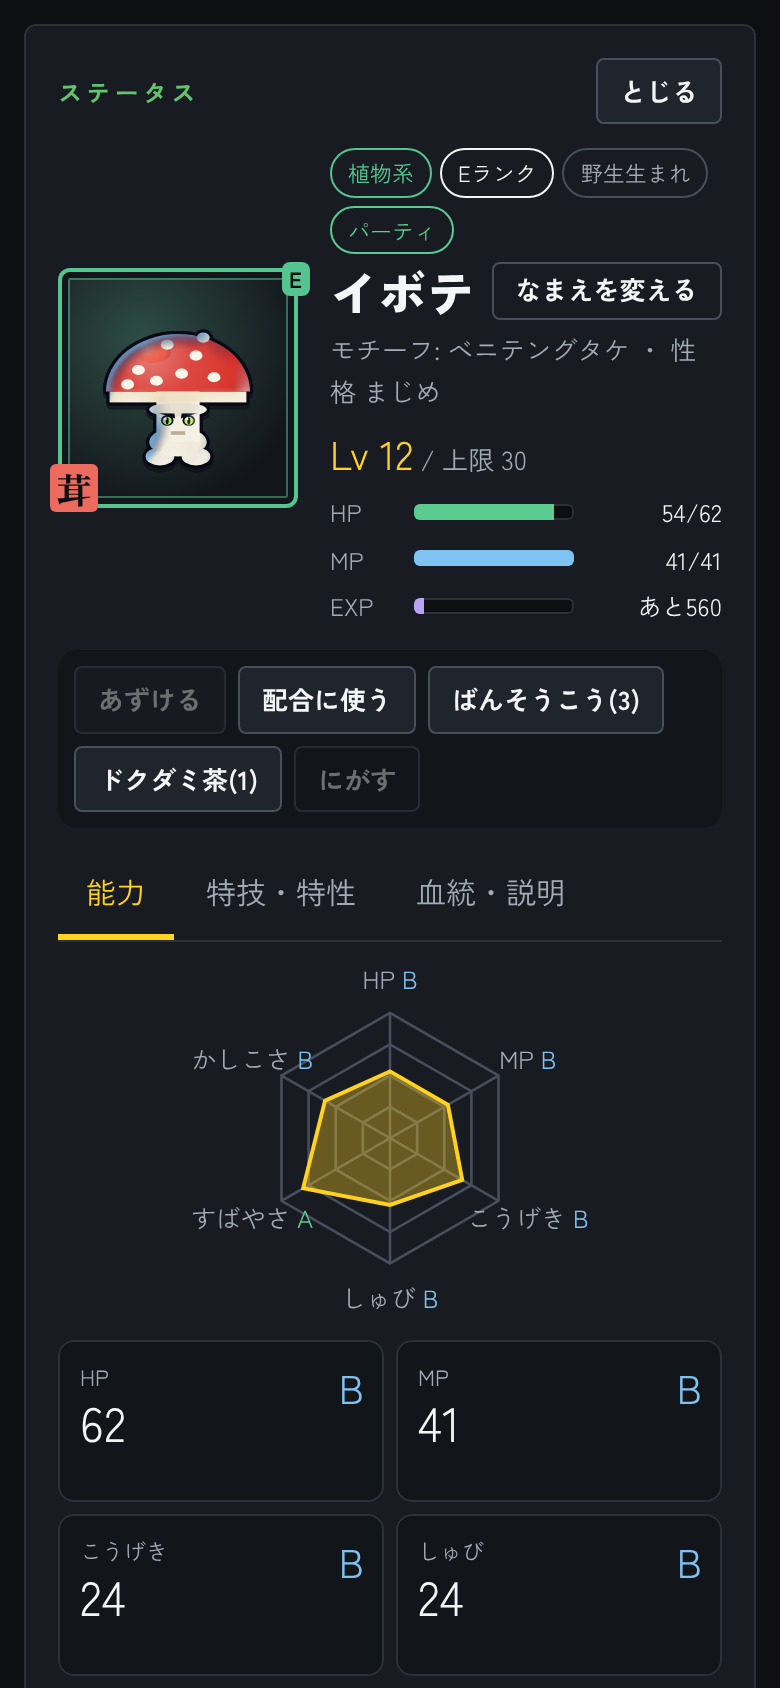 ステータス
とじる
植物系 Eランク 野生生まれ
パーティ
E
イボテ なまえを変える
モチーフ: ベニテングタケ ・ 性
格 まじめ
茸
Lv 12 / 上限 30
HP 54/62
MP 41/41
EXP あと560
あずける 配合に使う ばんそうこう(3)
ドクダミ茶(1) にがす
能力 特技・特性 血統・説明
HP B
かしこさ B MP B
すばやさ A こうげき B
しゅび B
HP B
62
MP B
41
こうげき B
24
しゅび B
24